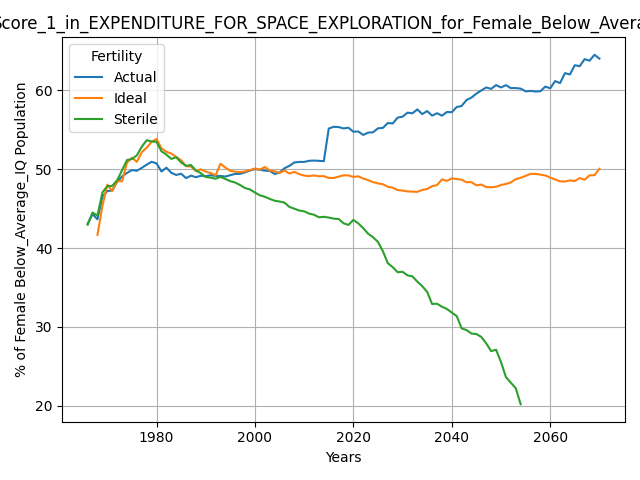 Score_1_in_EXPENDITURE_FOR_SPACE_EXPLORATION_for_Female_Below_Avera
Fertility
Actual
Ideal
Sterile
% of Female Below_Average_IQ Population
60
50
40
30
20
1980
2000
2020
2040
2060
Years